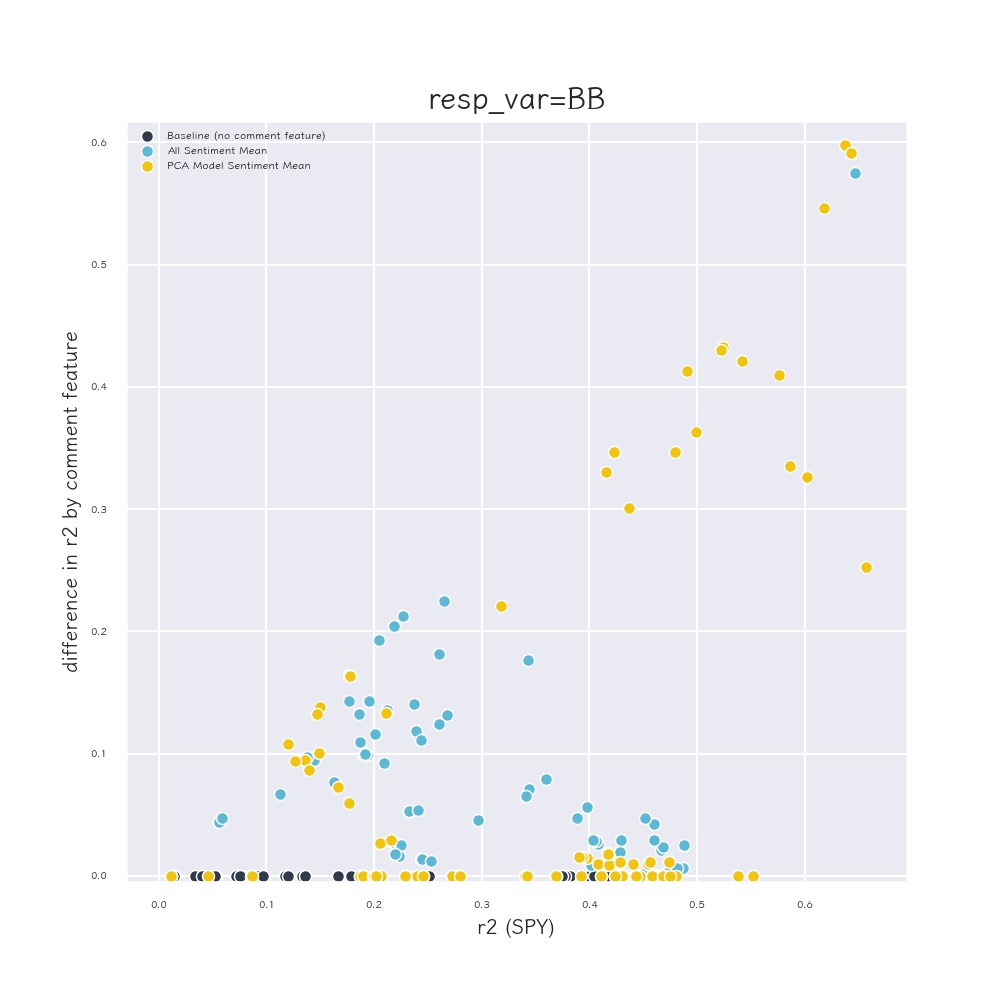 resp_var=BB
Baseline (no comment feature)
All Sentiment Mean
PCA Model Sentiment Mean
difference in r2 by comment feature
0.6
0.5
0.4
0.3
0.2
0.1
0.0
0.0 0.1 0.2 0.3 0.4 0.5 0.6
r2 (SPY)